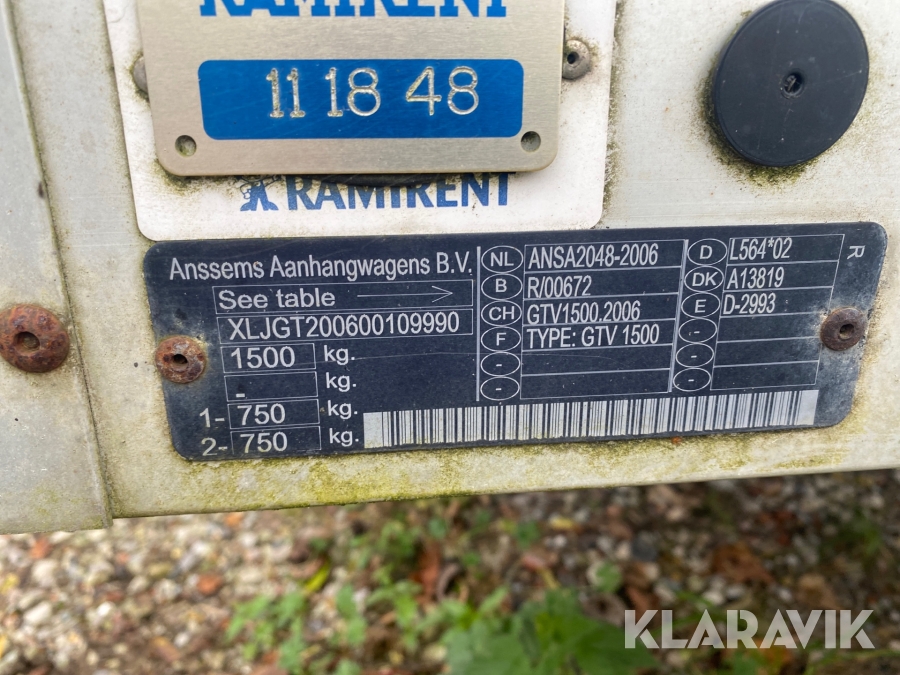 RAMIRENT
11 18 48
RAMIRENT
Anssems Aanhangwagens B.V.
See table
XLJGT200600109990
1500 kg.
- kg.
1- 750 kg.
2- 750 kg.
NL ANSA2048-2006
B R/00672
CH GTV1500.2006
F TYPE: GTV 1500
-
-
D L564*02
DK A13819
E D-2993
-
-
-
R
KLARAVIK